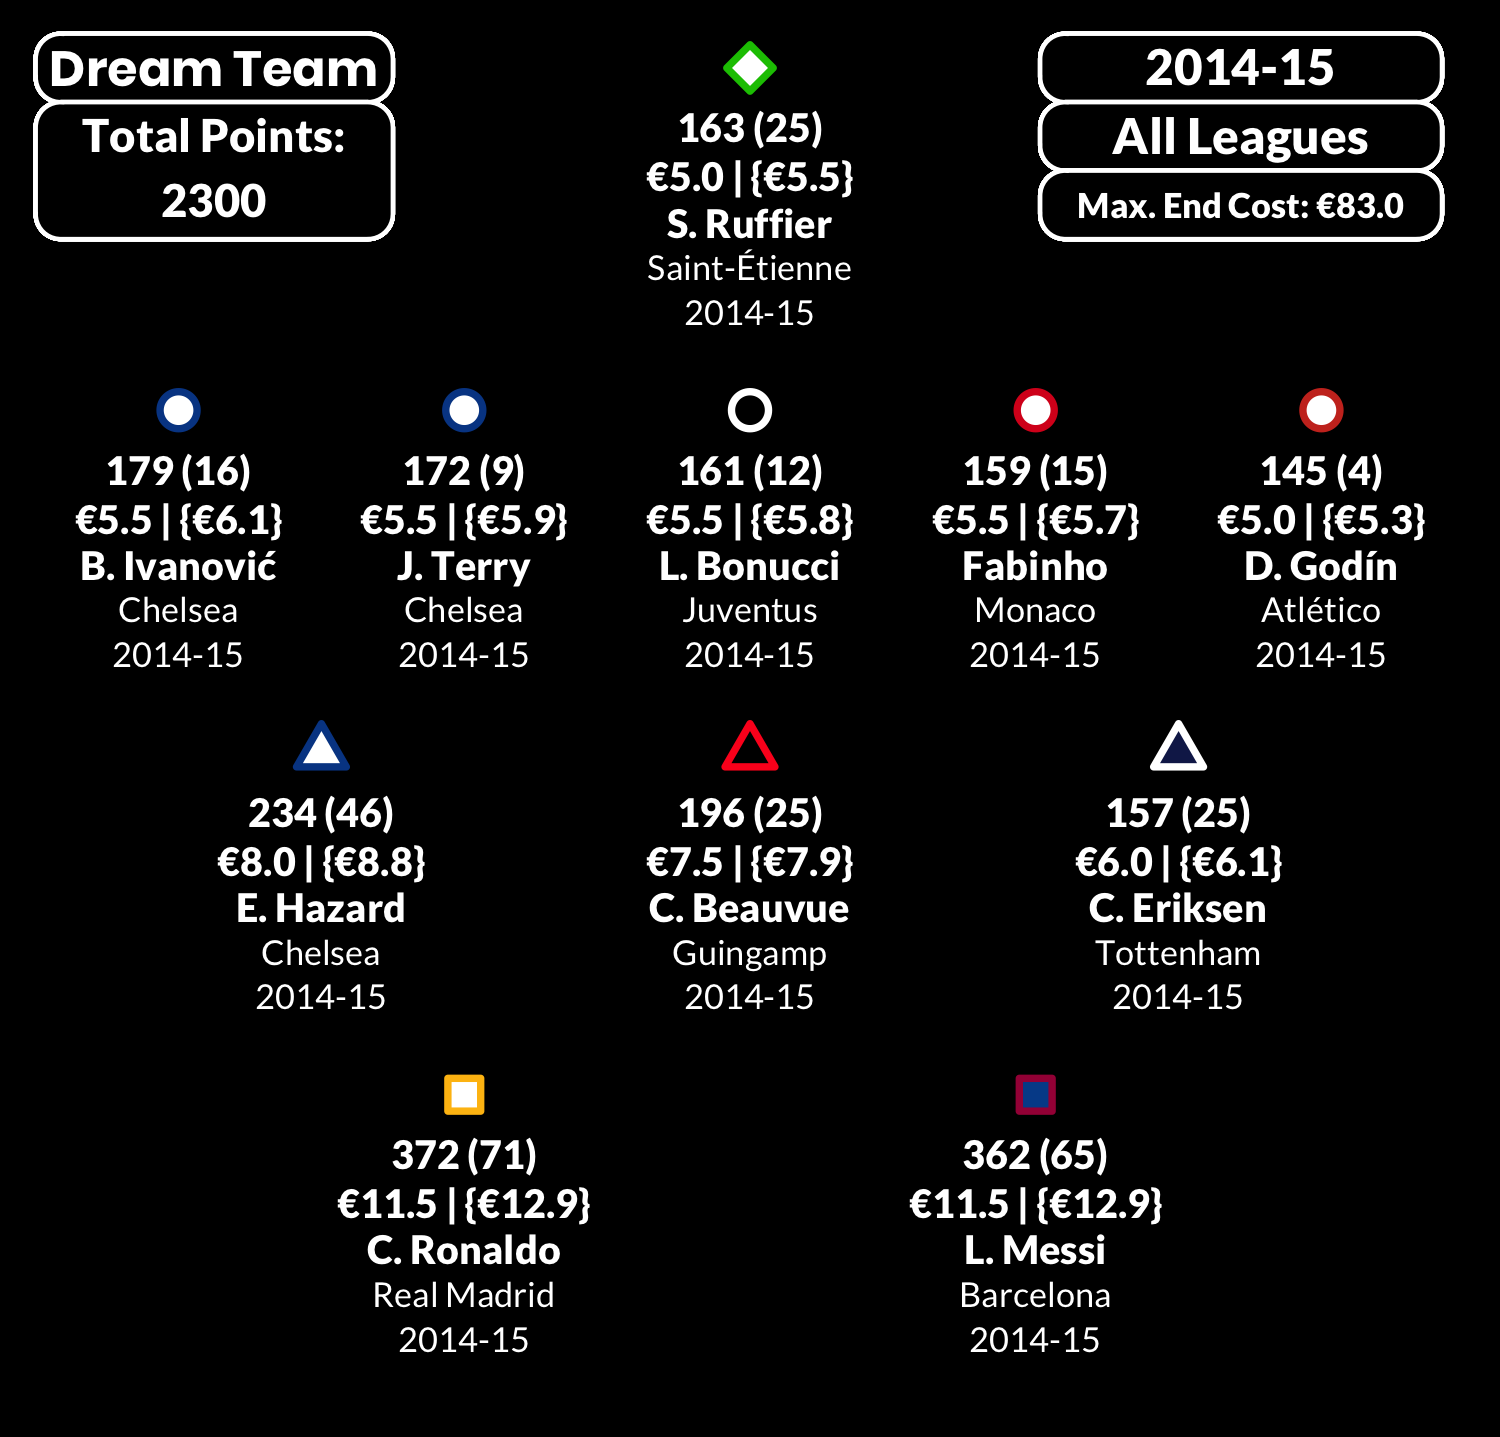 Dream Team
Total Points:
2300
2014-15
All Leagues
Max. End Cost: €83.0
163 (25)
€5.0 | {€5.5}
S. Ruffier
Saint-Étienne
2014-15
179 (16)
€5.5 | {€6.1}
B. Ivanović
Chelsea
2014-15
172 (9)
€5.5 | {€5.9}
J. Terry
Chelsea
2014-15
161 (12)
€5.5 | {€5.8}
L. Bonucci
Juventus
2014-15
159 (15)
€5.5 | {€5.7}
Fabinho
Monaco
2014-15
145 (4)
€5.0 | {€5.3}
D. Godín
Atlético
2014-15
234 (46)
€8.0 | {€8.8}
E. Hazard
Chelsea
2014-15
196 (25)
€7.5 | {€7.9}
C. Beauvue
Guingamp
2014-15
157 (25)
€6.0 | {€6.1}
C. Eriksen
Tottenham
2014-15
372 (71)
€11.5 | {€12.9}
C. Ronaldo
Real Madrid
2014-15
362 (65)
€11.5 | {€12.9}
L. Messi
Barcelona
2014-15